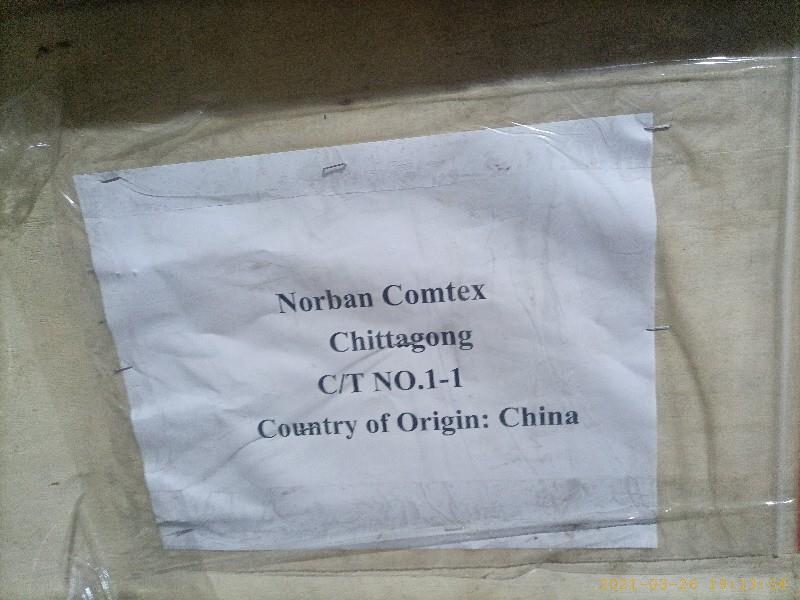 Norban Comtex
Chittagong
C/T NO.1-1
Country of Origin: China